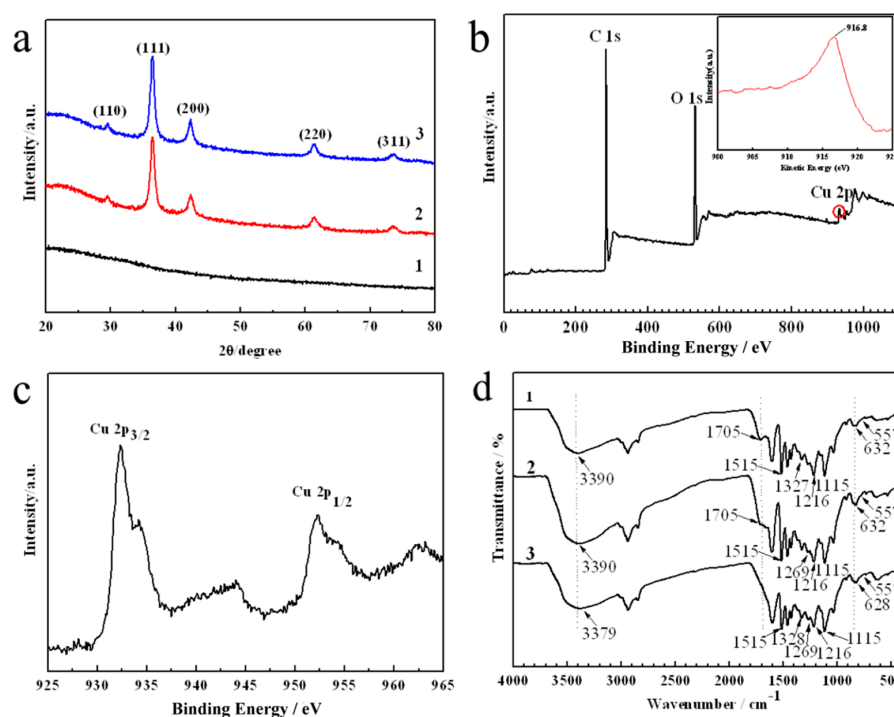 a
(111)
(110)
(200)
(220)
(311)
3
2
1
Intensity/a.u.
20 30 40 50 60 70 80
2θ/degree
b
C 1s
O 1s
Cu 2p
Intensity/a.u.
0 200 400 600 800 1000
Binding Energy / eV
916.8
Intensity(a.u.)
900 905 910 915 920
Kinetic Energy (eV)
c
Cu 2p3/2
Cu 2p1/2
Intensity/a.u.
925 930 935 940 945 950 955 960 965
Binding Energy / eV
d
1
1705
3390
1515
1327
1216
1115
632
2
1705
3390
1515
1269
1216
1115
632
3
3379
1515
1328
1269
1216
1115
628
Transmittance / %
4000 3500 3000 2500 2000 1500 1000
Wavenumber / cm-1